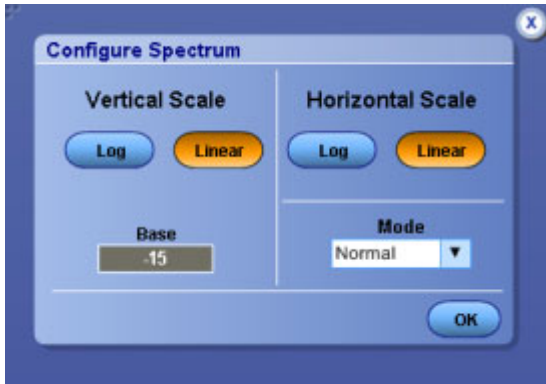 X
Configure Spectrum
Vertical Scale
Horizontal Scale
Log Linear
Log Linear
Base
-15
Mode
Normal
OK